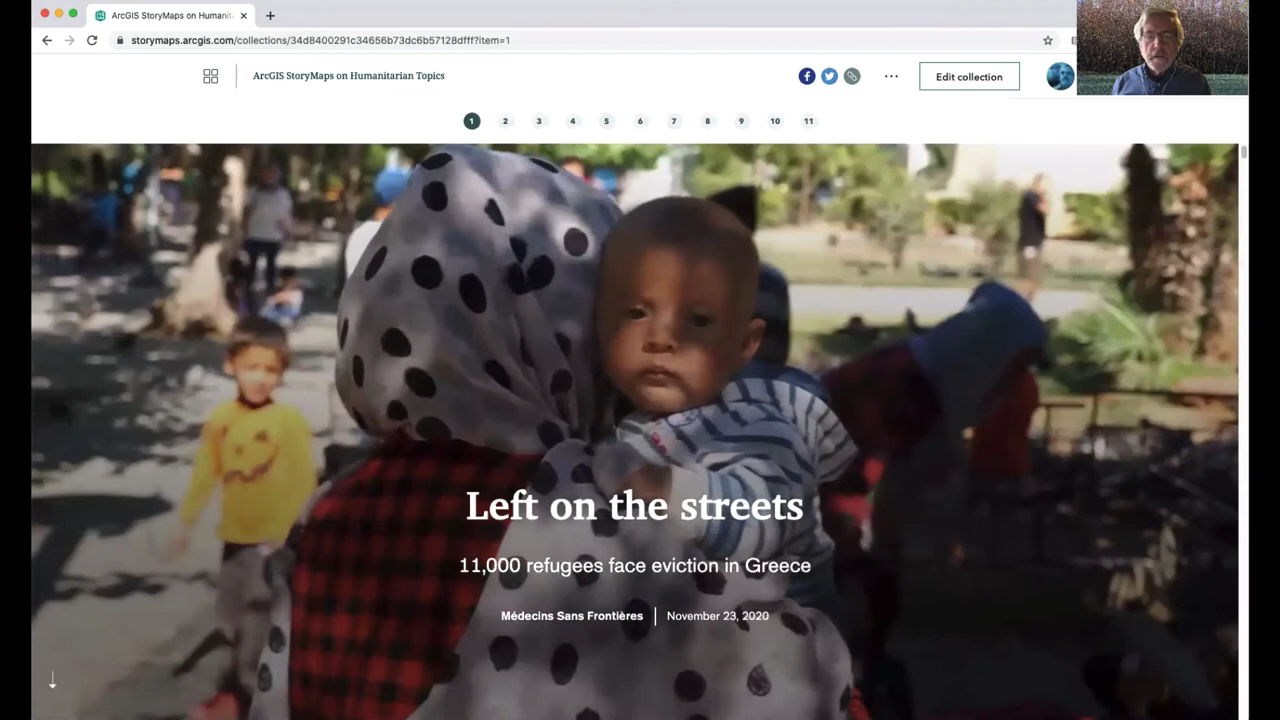 ArcGIS StoryMaps on Humanit
storymaps.arcgis.com/collections/34d8400291c34656b73dc6b57128dfff?item=1
ArcGIS StoryMaps on Humanitarian Topics
Edit collection
1 2 3 4 5 6 7 8 9 10 11
Left on the streets
11,000 refugees face eviction in Greece
Médecins Sans Frontières | November 23, 2020